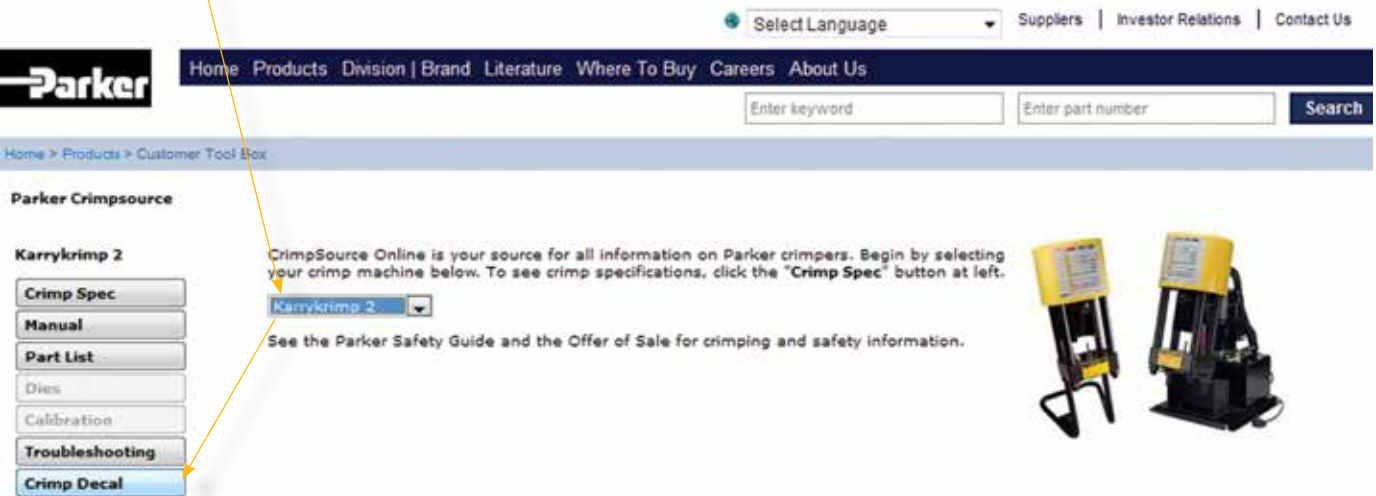 Select Language
Suppliers | Investor Relations | Contact Us
Parker
Home Products Division | Brand Literature Where To Buy Careers About Us
Enter keyword
Enter part number
Search
Home > Products > Customer Tool Box
Parker Crimpsource
Karrykrimp 2
CrimpSource Online is your source for all information on Parker crimpers. Begin by selecting
your crimp machine below. To see crimp specifications, click the "Crimp Spec" button at left.
Karrykrimp 2
See the Parker Safety Guide and the Offer of Sale for crimping and safety information.
Crimp Spec
Manual
Part List
Dies
Calibration
Troubleshooting
Crimp Decal